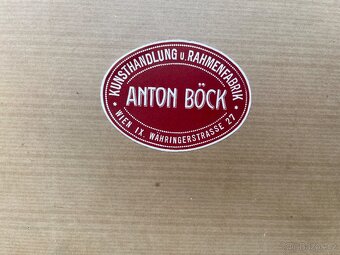 KUNSTHANDLUNG u. RAHMENFABRIK
ANTON BÖCK
WIEN IX. WÄHRINGERSTRASSE 27